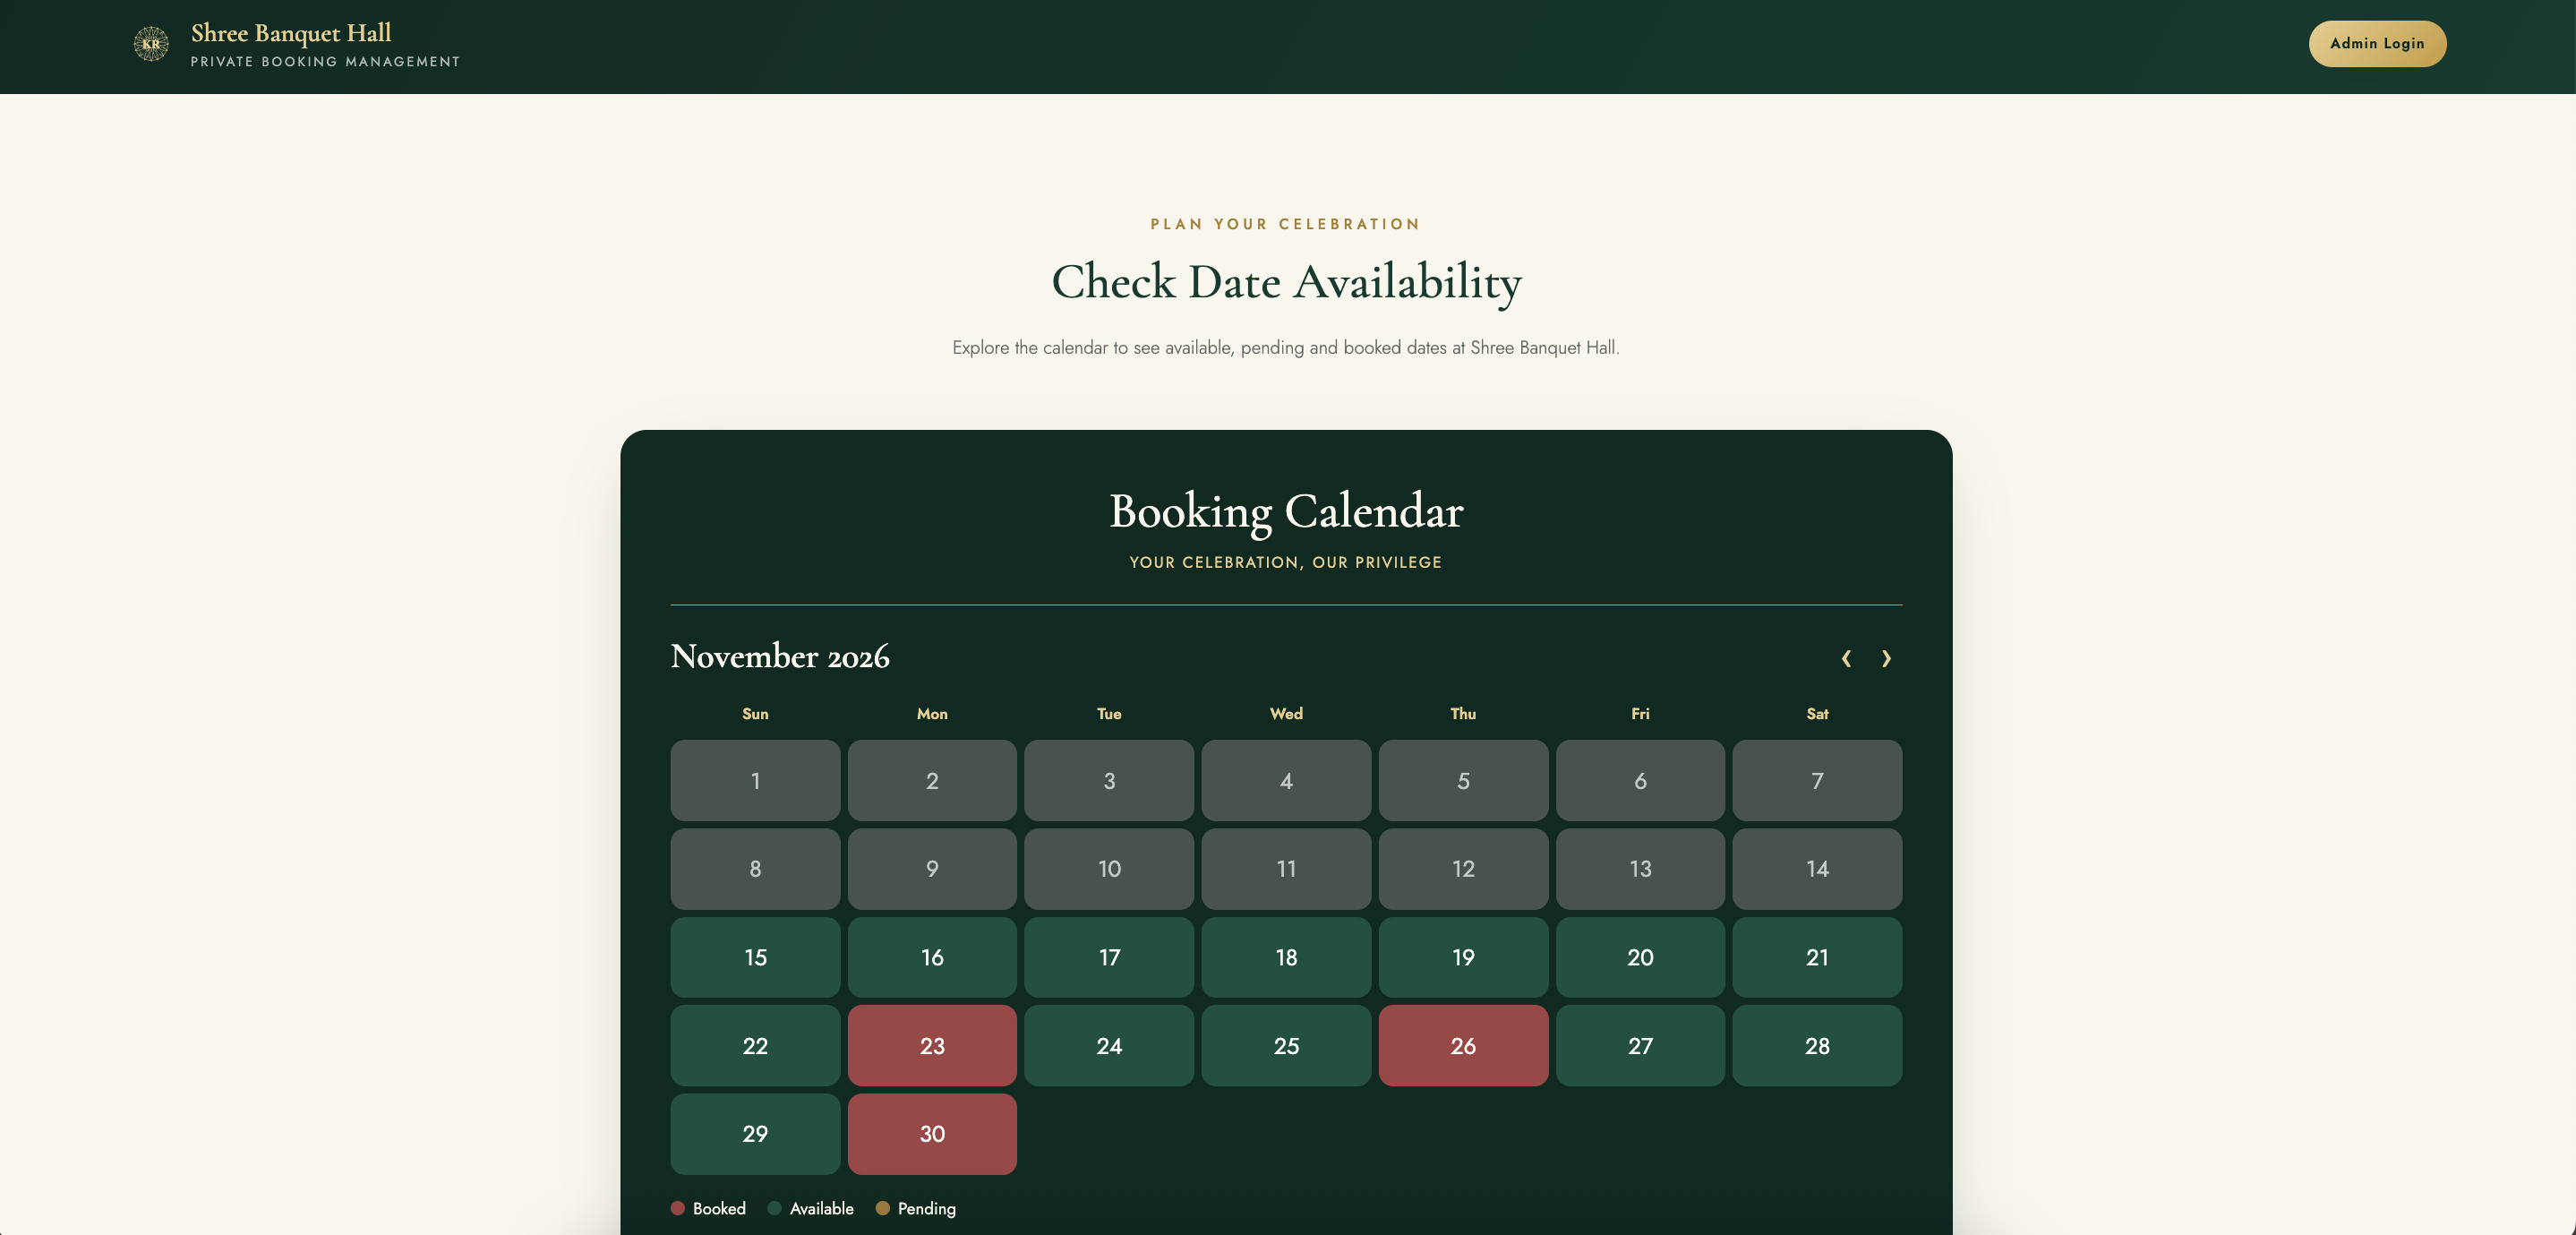 KR
Shree Banquet Hall
PRIVATE BOOKING MANAGEMENT
Admin Login
PLAN YOUR CELEBRATION
Check Date Availability
Explore the calendar to see available, pending and booked dates at Shree Banquet Hall.
Booking Calendar
YOUR CELEBRATION, OUR PRIVILEGE
November 2026
❮ ❯
Sun Mon Tue Wed Thu Fri Sat
1 2 3 4 5 6 7
8 9 10 11 12 13 14
15 16 17 18 19 20 21
22 23 24 25 26 27 28
29 30
Booked Available Pending